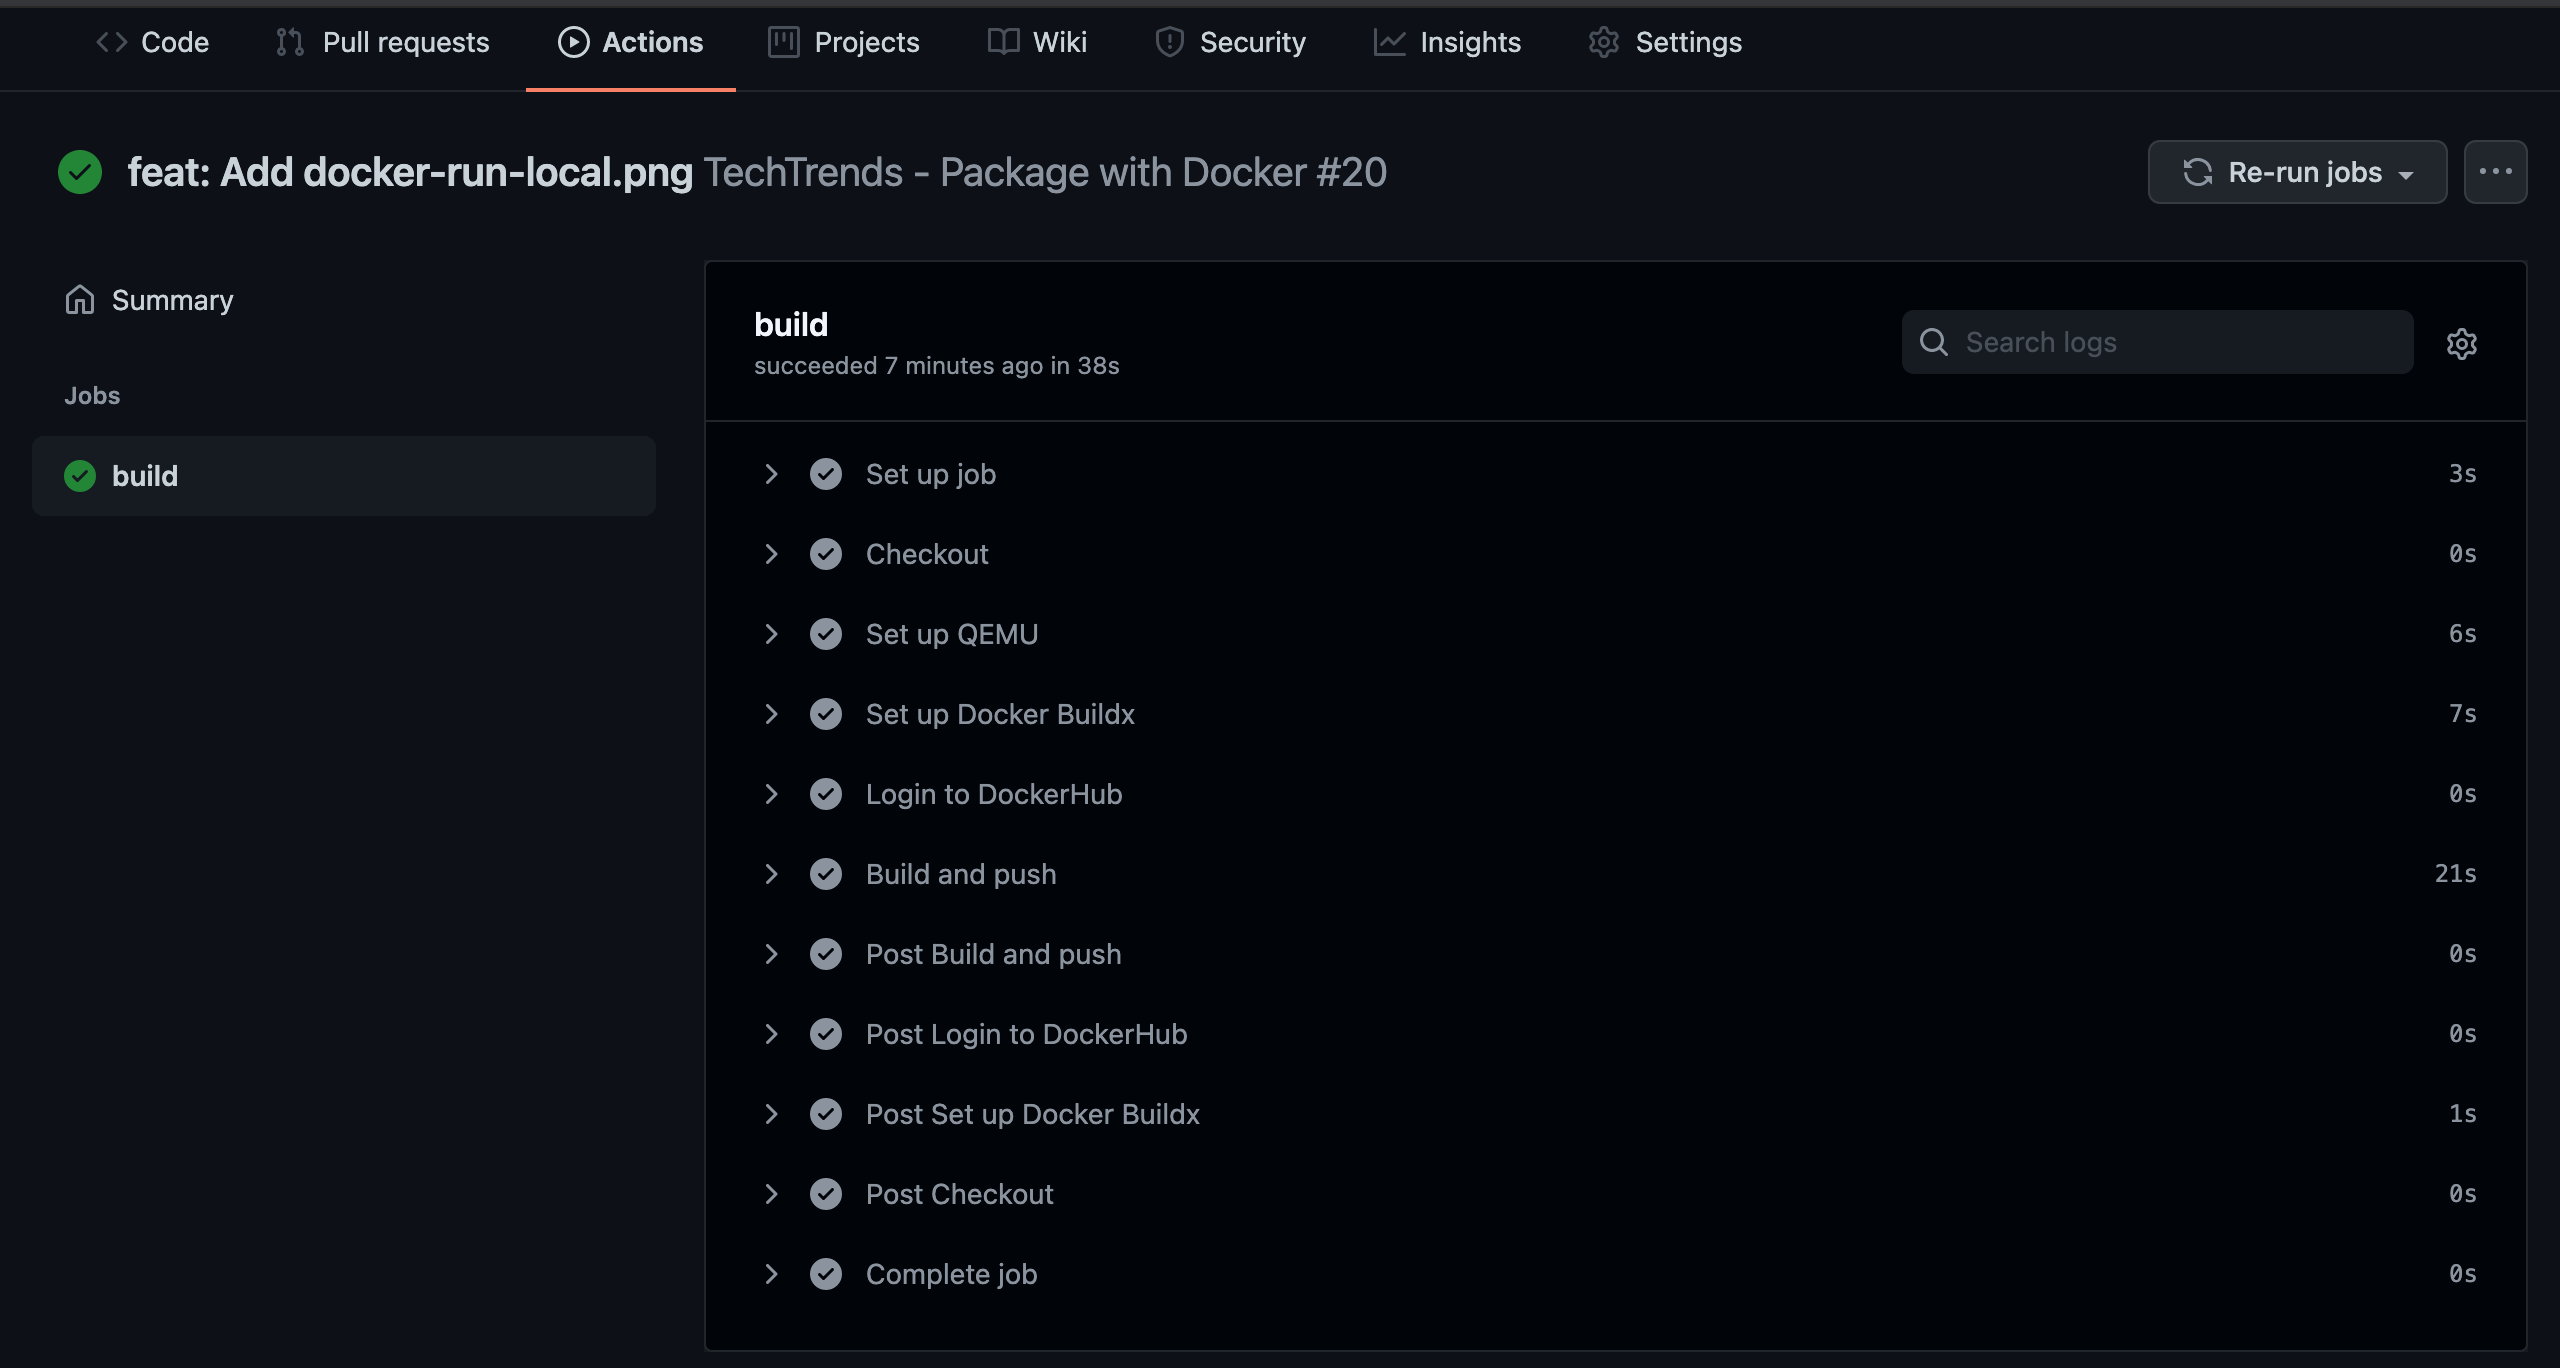 Code Pull requests Actions Projects Wiki Security Insights Settings
feat: Add docker-run-local.png TechTrends - Package with Docker #20
Re-run jobs
Summary
Jobs
build
build
succeeded 7 minutes ago in 38s
Search logs
Set up job 3s
Checkout 0s
Set up QEMU 6s
Set up Docker Buildx 7s
Login to DockerHub 0s
Build and push 21s
Post Build and push 0s
Post Login to DockerHub 0s
Post Set up Docker Buildx 1s
Post Checkout 0s
Complete job 0s